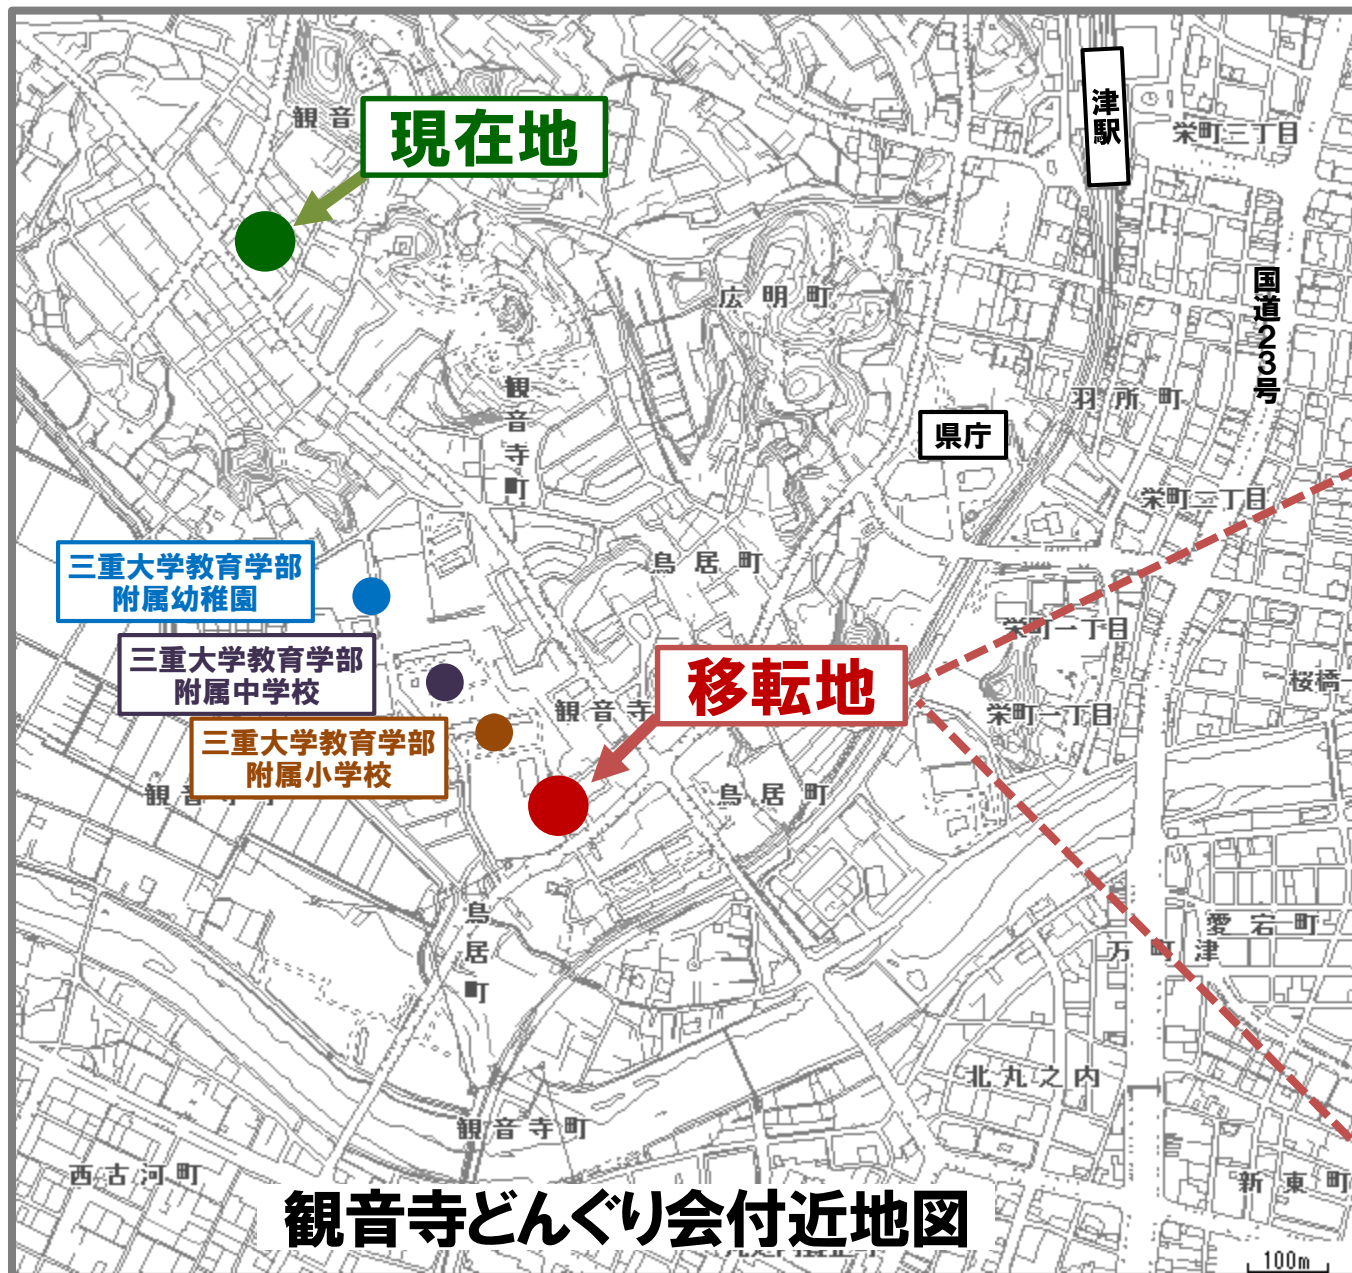 津駅
栄町三丁目
観音
現在地
国道23号
広明町
観音寺町
羽所町
県庁
栄町二丁目
鳥居町
三重大学教育学部
附属幼稚園
栄町一丁目
三重大学教育学部
附属中学校
移転地
桜橋
観音寺
栄町一丁目
三重大学教育学部
附属小学校
鳥居町
鳥居町
愛宕町
万町津
北丸之内
観音寺町
西古河町
新東町
観音寺どんぐり会付近地図
100m